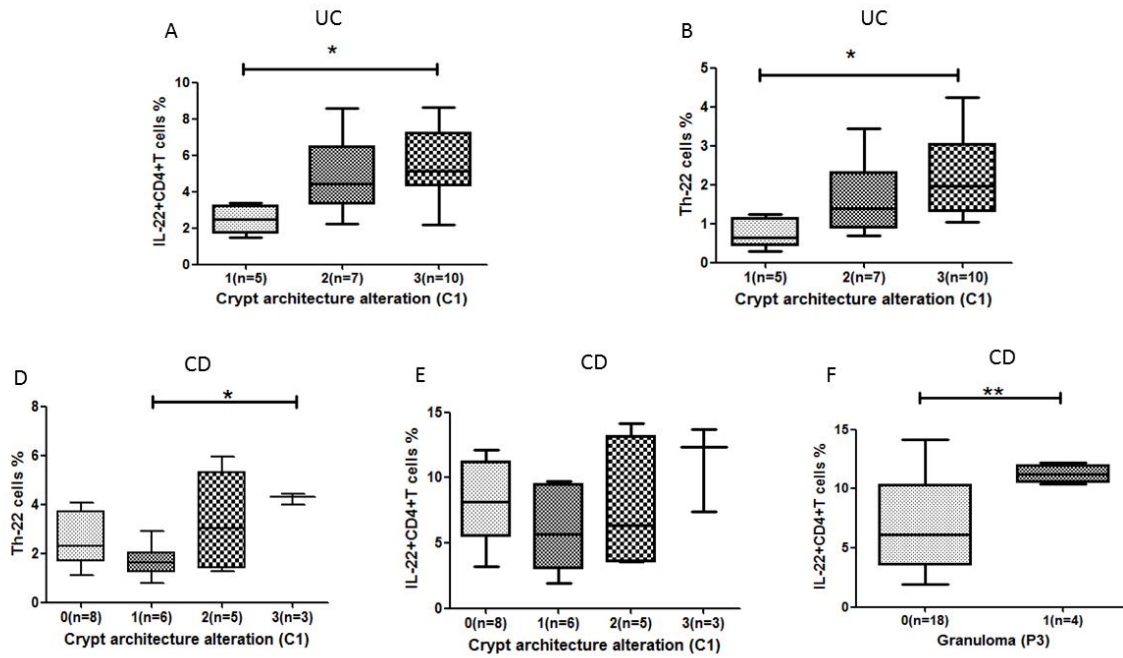 A
UC
*
IL-22+CD4+T cells %
10
8
6
4
2
0
1(n=5) 2(n=7) 3(n=10)
Crypt architecture alteration (C1)
B
UC
*
Th-22 cells %
5
4
3
2
1
0
1(n=5) 2(n=7) 3(n=10)
Crypt architecture alteration (C1)
D
CD
*
Th-22 cells %
8
6
4
2
0
0(n=8) 1(n=6) 2(n=5) 3(n=3)
Crypt architecture alteration (C1)
E
CD
IL-22+CD4+T cells %
15
10
5
0
0(n=8) 1(n=6) 2(n=5) 3(n=3)
Crypt architecture alteration (C1)
F
CD
**
IL-22+CD4+T cells %
15
10
5
0
0(n=18) 1(n=4)
Granuloma (P3)